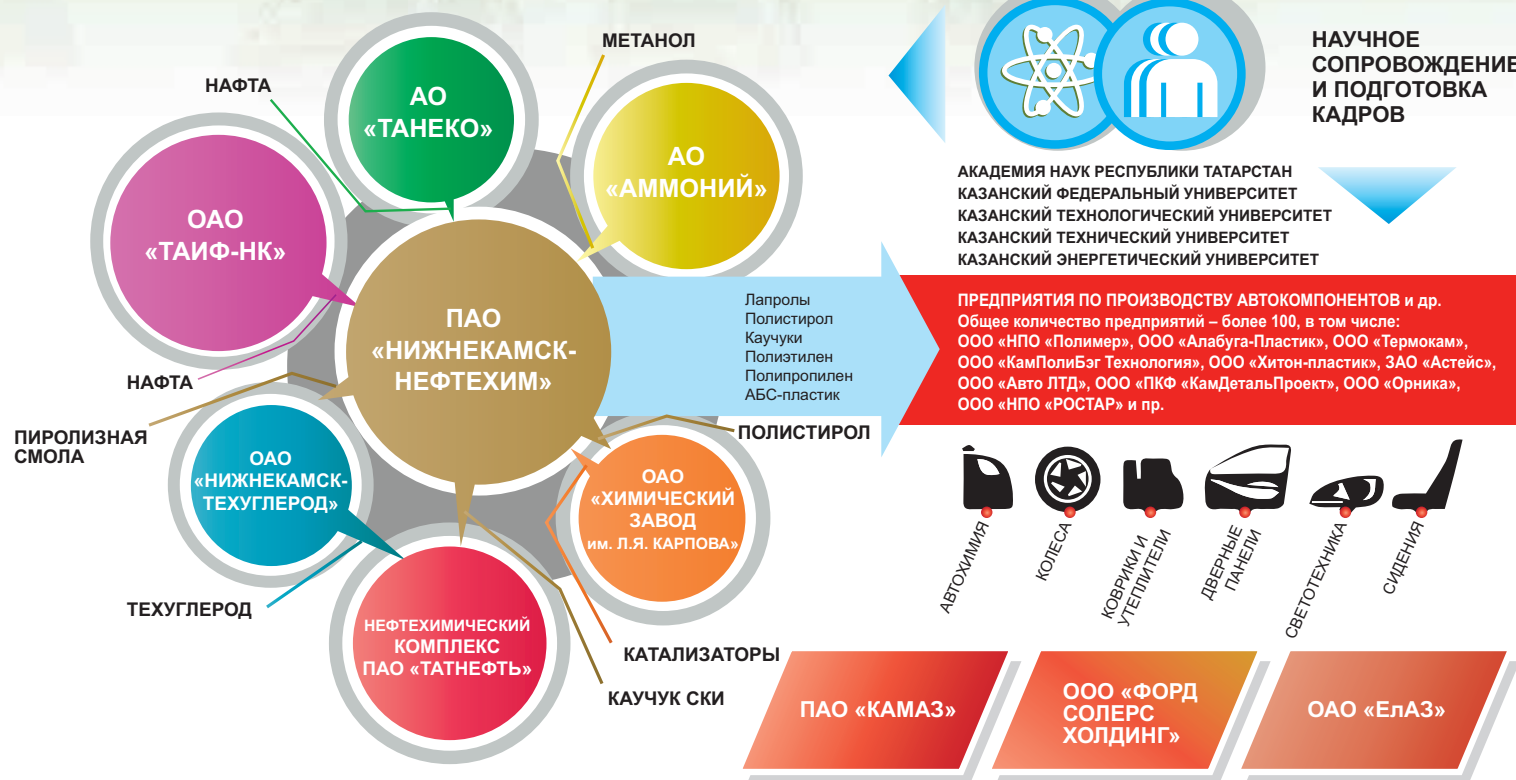 МЕТАНОЛ
НАФТА
АО
«ТАНЕКО»
АО
«АММОНИЙ»
ОАО
«ТАИФ-НК»
ПАО
«НИЖНЕКАМСК-
НЕФТЕХИМ»
НАФТА
ПИРОЛИЗНАЯ
СМОЛА
ОАО
«НИЖНЕКАМСК-
ТЕХУГЛЕРОД»
ТЕХУГЛЕРОД
НЕФТЕХИМИЧЕСКИЙ
КОМПЛЕКС
ПАО «ТАТНЕФТЬ»
ОАО
«ХИМИЧЕСКИЙ
ЗАВОД
им. Л.Я. КАРПОВА»
ПОЛИСТИРОЛ
КАТАЛИЗАТОРЫ
КАУЧУК СКИ
Лапролы
Полистирол
Каучуки
Полиэтилен
Полипропилен
АБС-пластик
НАУЧНОЕ
СОПРОВОЖДЕНИЕ
И ПОДГОТОВКА
КАДРОВ
АКАДЕМИЯ НАУК РЕСПУБЛИКИ ТАТАРСТАН
КАЗАНСКИЙ ФЕДЕРАЛЬНЫЙ УНИВЕРСИТЕТ
КАЗАНСКИЙ ТЕХНОЛОГИЧЕСКИЙ УНИВЕРСИТЕТ
КАЗАНСКИЙ ТЕХНИЧЕСКИЙ УНИВЕРСИТЕТ
КАЗАНСКИЙ ЭНЕРГЕТИЧЕСКИЙ УНИВЕРСИТЕТ
ПРЕДПРИЯТИЯ ПО ПРОИЗВОДСТВУ АВТОКОМПОНЕНТОВ и др.
Общее количество предприятий – более 100, в том числе:
ООО «НПО «Полимер», ООО «Алабуга-Пластик», ООО «Термокам»,
ООО «КамПолиБэг Технология», ООО «Хитон-пластик», ЗАО «Астейс»,
ООО «Авто ЛТД», ООО «ПКФ «КамДетальПроект», ООО «Орника»,
ООО «НПО «РОСТАР» и пр.
АВТОХИМИЯ
КОЛЕСА
КОВРИКИ И
УТЕПЛИТЕЛИ
ДВЕРНЫЕ
ПАНЕЛИ
СВЕТОТЕХНИКА
СИДЕНИЯ
ПАО «КАМАЗ»
ООО «ФОРД
СОЛЕРС
ХОЛДИНГ»
ОАО «ЕлАЗ»